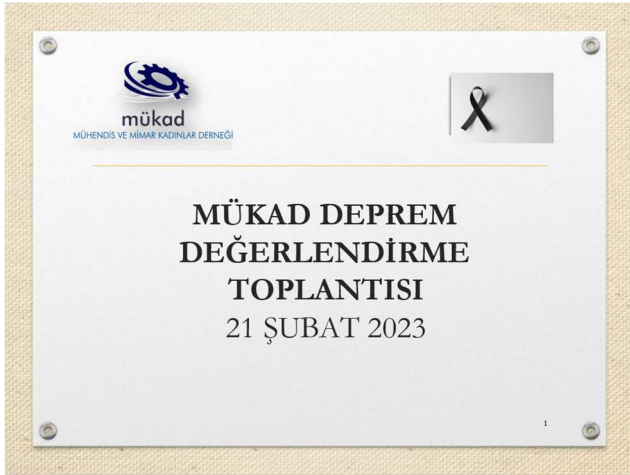 mükad
MÜHENDİS VE MİMAR KADINLAR DERNEĞİ
MÜKAD DEPREM
DEĞERLENDİRME
TOPLANTISI
21 ŞUBAT 2023
1